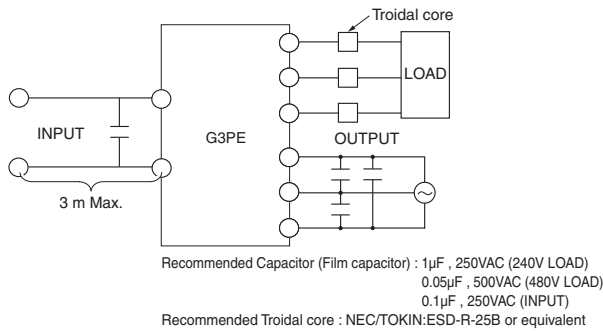 Troidal core
LOAD
INPUT
G3PE
OUTPUT
3 m Max.
Recommended Capacitor (Film capacitor) : 1µF , 250VAC (240V LOAD)
0.05µF , 500VAC (480V LOAD)
0.1µF , 250VAC (INPUT)
Recommended Troidal core : NEC/TOKIN:ESD-R-25B or equivalent